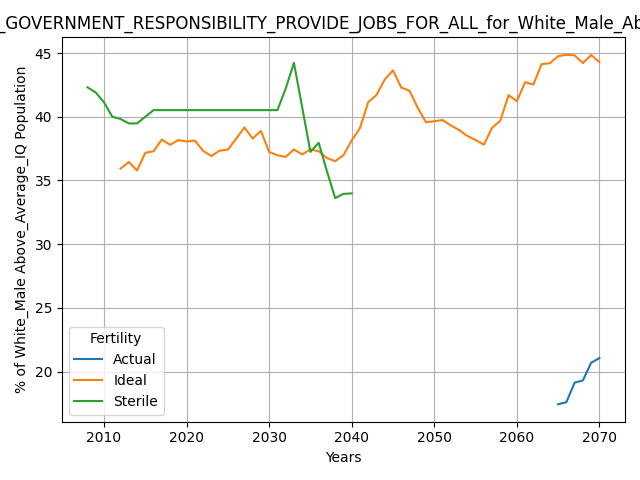 _GOVERNMENT_RESPONSIBILITY_PROVIDE_JOBS_FOR_ALL_for_White_Male_Ab
% of White_Male Above_Average_IQ Population
45
40
35
30
25
20
Fertility
Actual
Ideal
Sterile
2010 2020 2030 2040 2050 2060 2070
Years